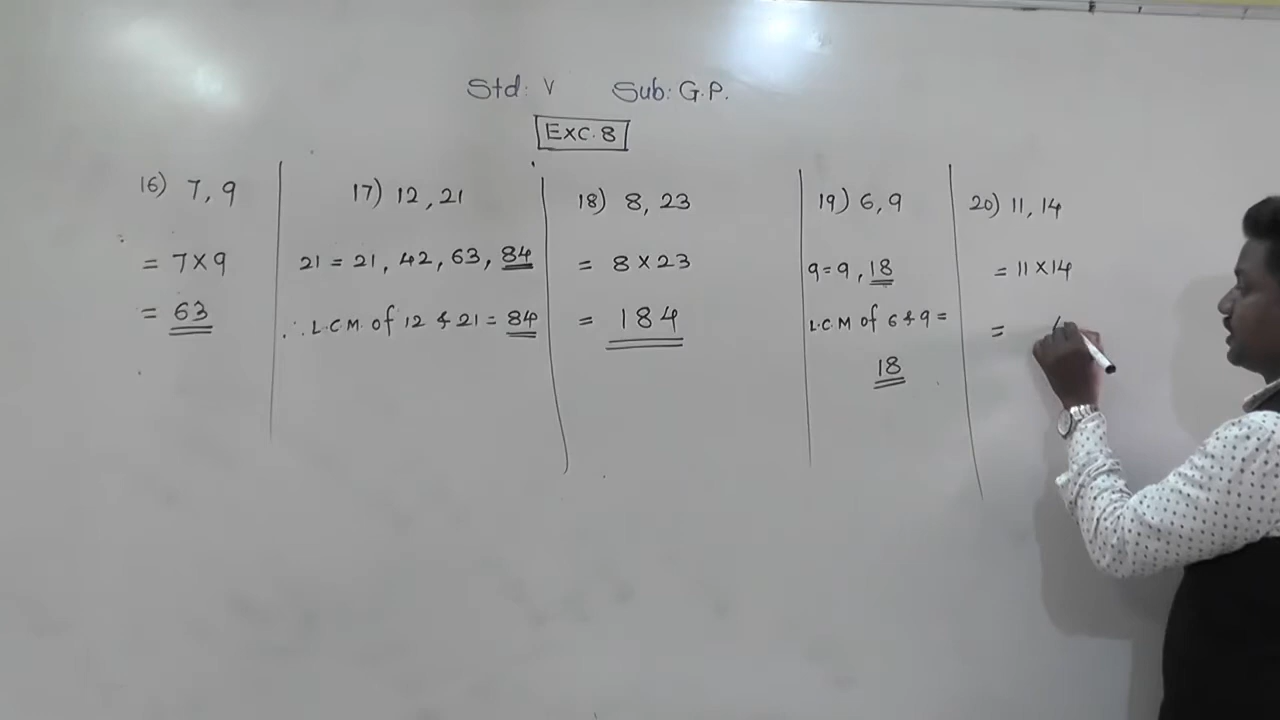 Std: V Sub: G.P.
EXC. 8
16) 7, 9
= 7 × 9
= 63
17) 12, 21
21 = 21, 42, 63, 84
∴ L.C.M. of 12 & 21 = 84
18) 8, 23
= 8 × 23
= 184
19) 6, 9
9 = 9, 18
L.C.M of 6 & 9 =
18
20) 11, 14
= 11 × 14
=